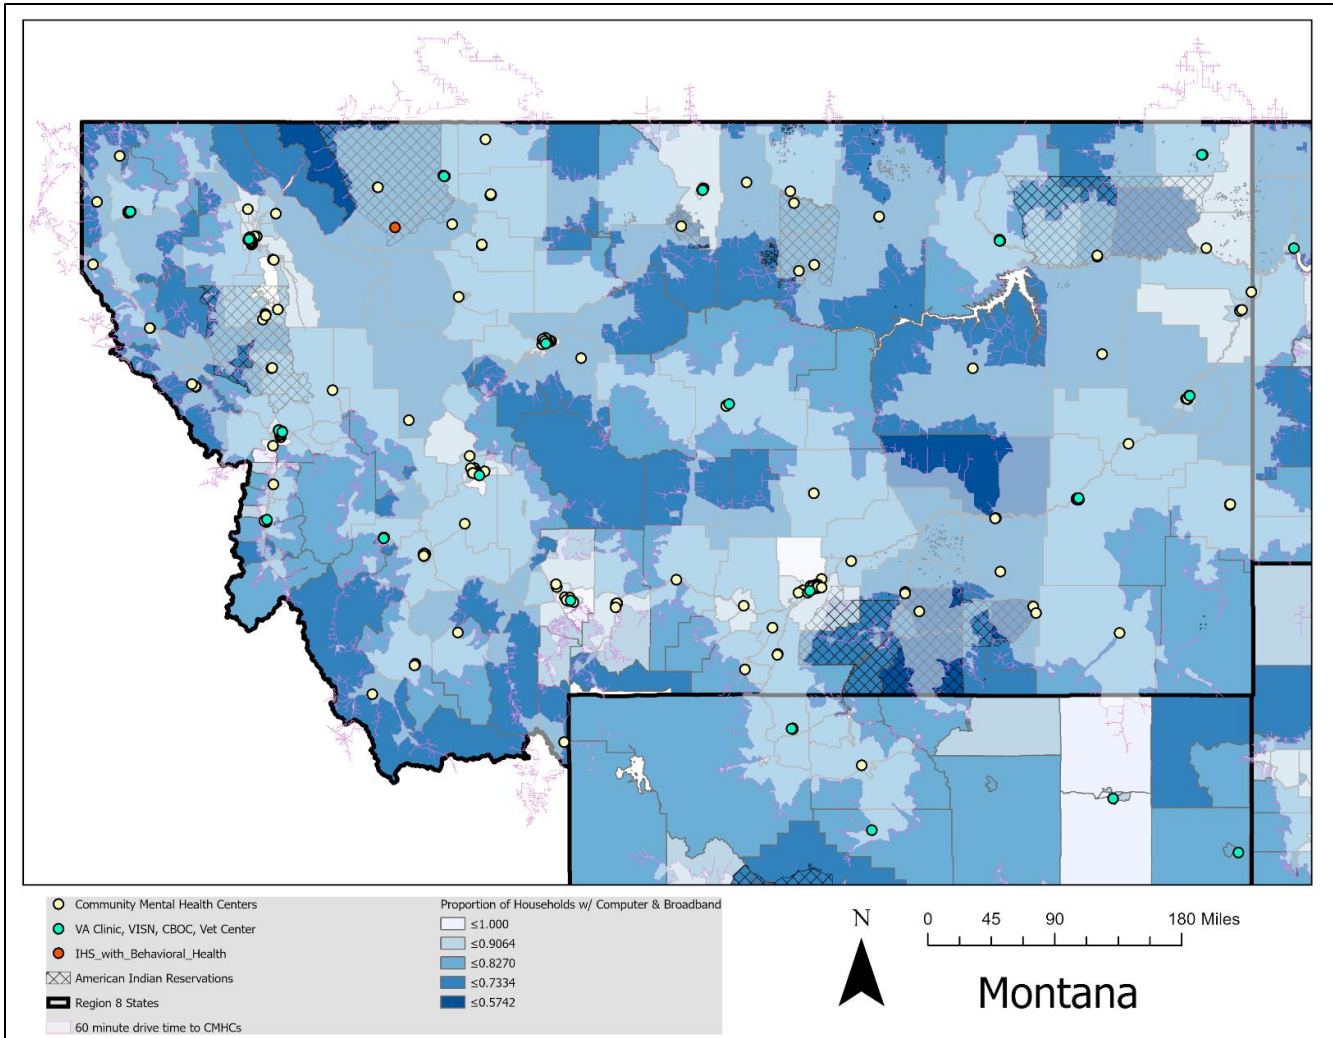 Community Mental Health Centers
VA Clinic, VISN, CBOC, Vet Center
IHS_with_Behavioral_Health
American Indian Reservations
Region 8 States
60 minute drive time to CMHCs
Proportion of Households w/ Computer & Broadband
≤1.000
≤0.9064
≤0.8270
≤0.7334
≤0.5742
N
0 45 90 180 Miles
Montana